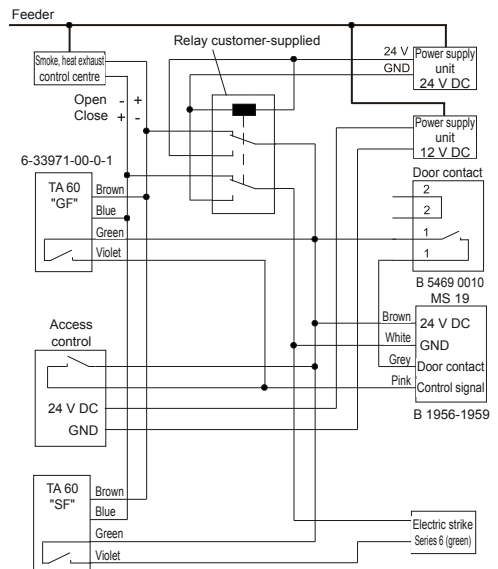 Feeder
Relay customer-supplied
24 V
GND
Power supply
unit
24 V DC
Smoke, heat exhaust
control centre
Open - +
Close + -
Power supply
unit
12 V DC
6-33971-00-0-1
Door contact
TA 60
"GF"
Brown
Blue
Green
Violet
2
2
1
1
B 5469 0010
MS 19
Brown
White
Grey
Pink
24 V DC
GND
Door contact
Control signal
B 1956-1959
Access
control
24 V DC
GND
TA 60
"SF"
Brown
Blue
Green
Violet
Electric strike
Series 6 (green)